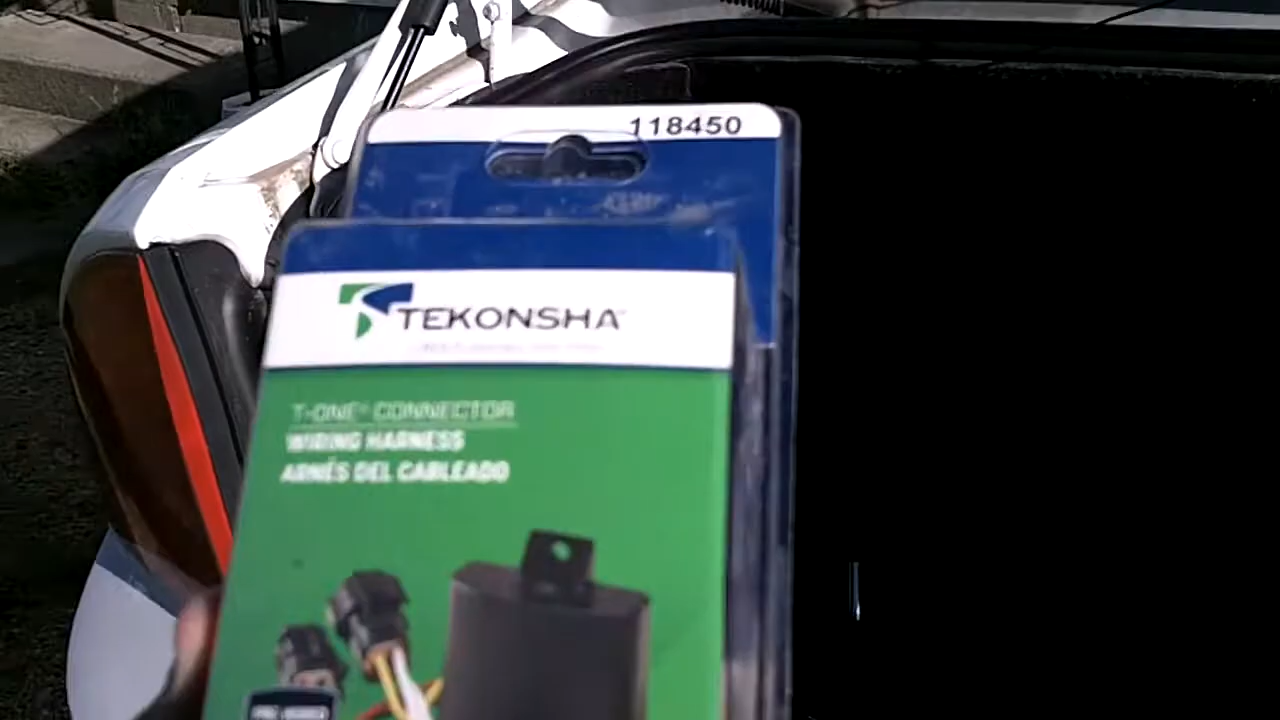 118450
TEKONSHA
T-ONE® CONNECTOR
WIRING HARNESS
ARNÉS DEL CABLEADO